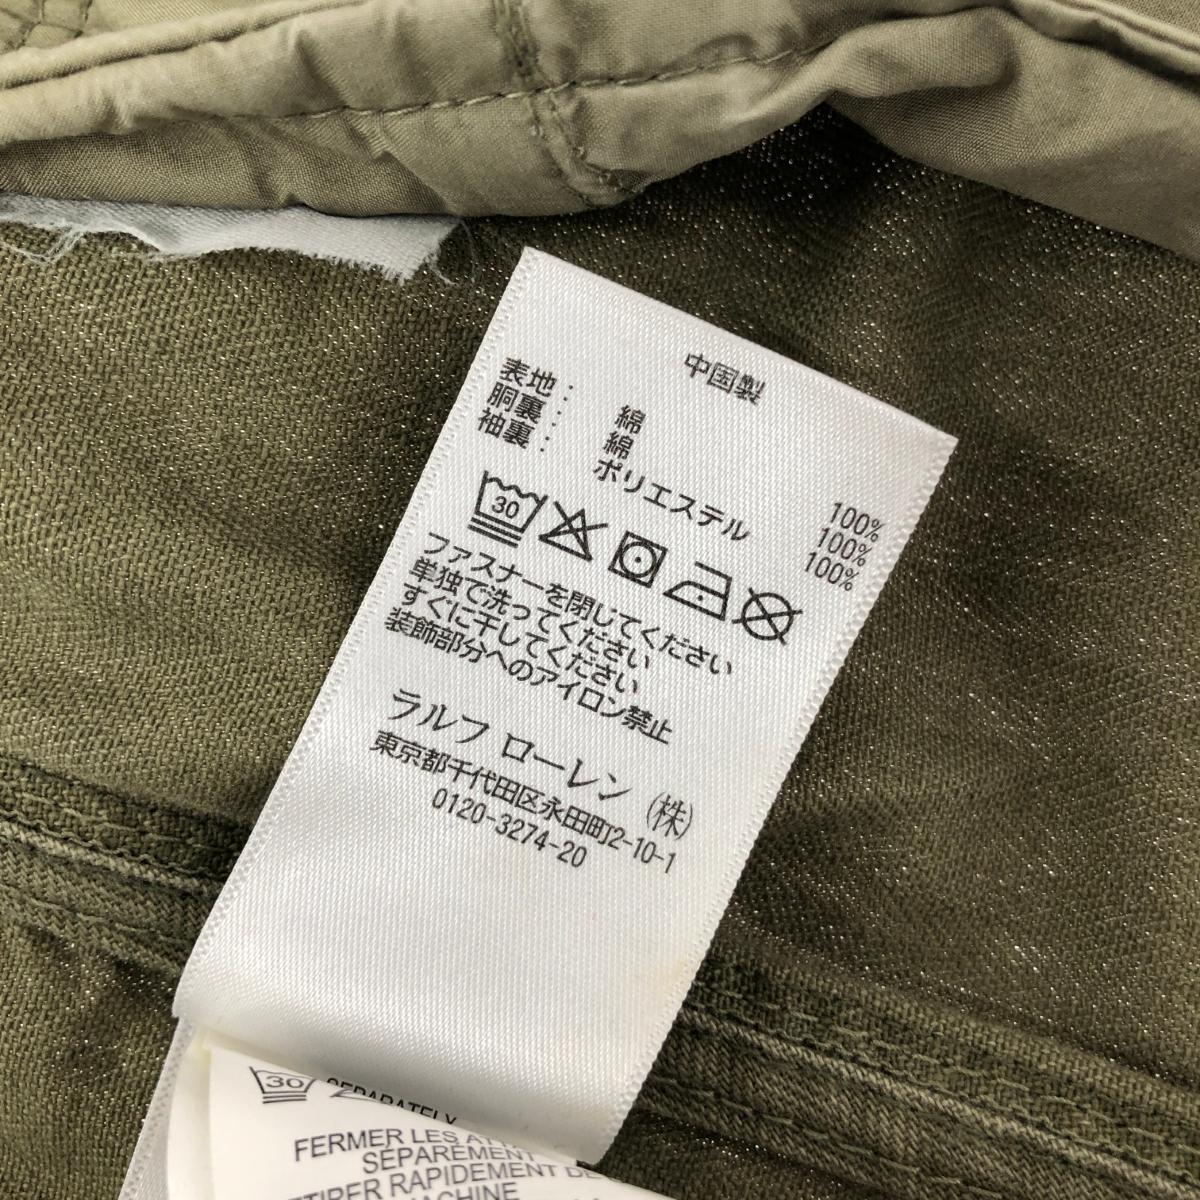 中国製
表地： 綿 100%
胴裏： 綿 100%
袖裏： ポリエステル 100%
30
ファスナーを閉じてください
単独で洗ってください
すぐに干してください
装飾部分へのアイロン禁止
ラルフ ローレン (株)
東京都千代田区永田町2-10-1
0120-3274-20
30 SEPARATELY
FERMER LES
SÉPARÉMENT
RAPIDEMENT
MACHINE